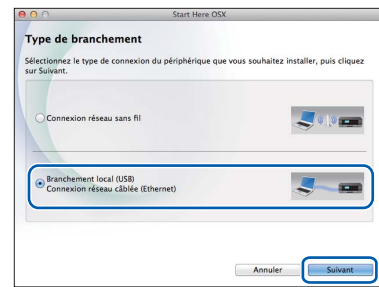 Start Here OSX
Type de branchement
Sélectionnez le type de connexion du périphérique que vous souhaitez installer, puis cliquez
sur Suivant.
Connexion réseau sans fil
Branchement local (USB)
Connexion réseau câblée (Ethernet)
Annuler
Suivant